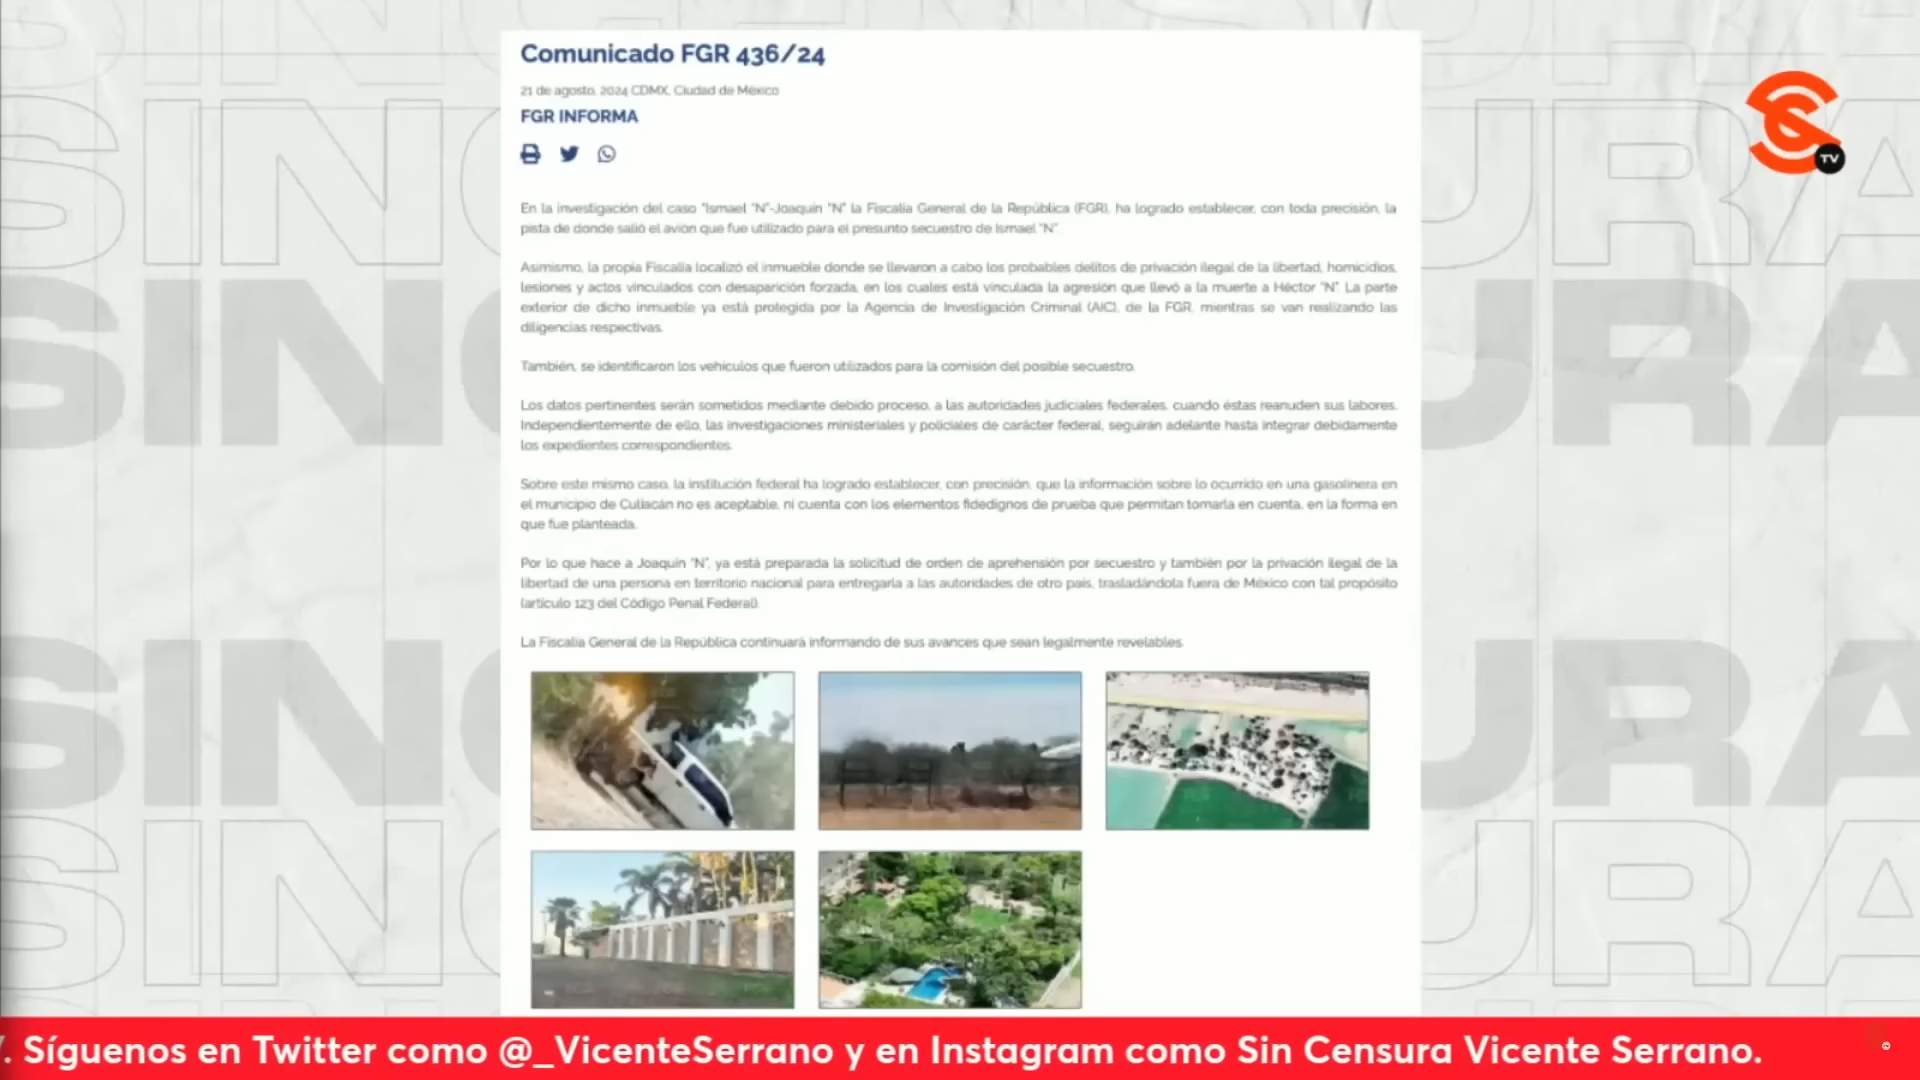 Comunicado FGR 436/24
21 de agosto, 2024 CDMX, Ciudad de México
FGR INFORMA
En la investigación del caso "Ismael "N"-Joaquín "N" la Fiscalía General de la República (FGR), ha logrado establecer, con toda precisión, la
pista de donde salió el avión que fue utilizado para el presunto secuestro de Ismael "N"
Asimismo, la propia Fiscalía localizó el inmueble donde se llevaron a cabo los probables delitos de privación ilegal de la libertad, homicidios,
lesiones y actos vinculados con desaparición forzada, en los cuales está vinculada la agresión que llevó a la muerte a Héctor "N". La parte
exterior de dicho inmueble ya está protegida por la Agencia de Investigación Criminal (AIC), de la FGR, mientras se van realizando las
diligencias respectivas.
También, se identificaron los vehículos que fueron utilizados para la comisión del posible secuestro.
Los datos pertinentes serán sometidos mediante debido proceso, a las autoridades judiciales federales, cuando éstas reanuden sus labores.
Independientemente de ello, las investigaciones ministeriales y policiales de carácter federal, seguirán adelante hasta integrar debidamente
los expedientes correspondientes.
Sobre este mismo caso, la institución federal ha logrado establecer, con precisión, que la información sobre lo ocurrido en una gasolinera en
el municipio de Culiacán no es aceptable, ni cuenta con los elementos fidedignos de prueba que permitan tomarla en cuenta, en la forma en
que fue planteada.
Por lo que hace a Joaquín "N", ya está preparada la solicitud de orden de aprehensión por secuestro y también por la privación ilegal de la
libertad de una persona en territorio nacional para entregarla a las autoridades de otro país, trasladándola fuera de México con tal propósito
(artículo 123 del Código Penal Federal).
La Fiscalía General de la República continuará informando de sus avances que sean legalmente revelables.
TV
. Síguenos en Twitter como @_VicenteSerrano y en Instagram como Sin Censura Vicente Serrano.